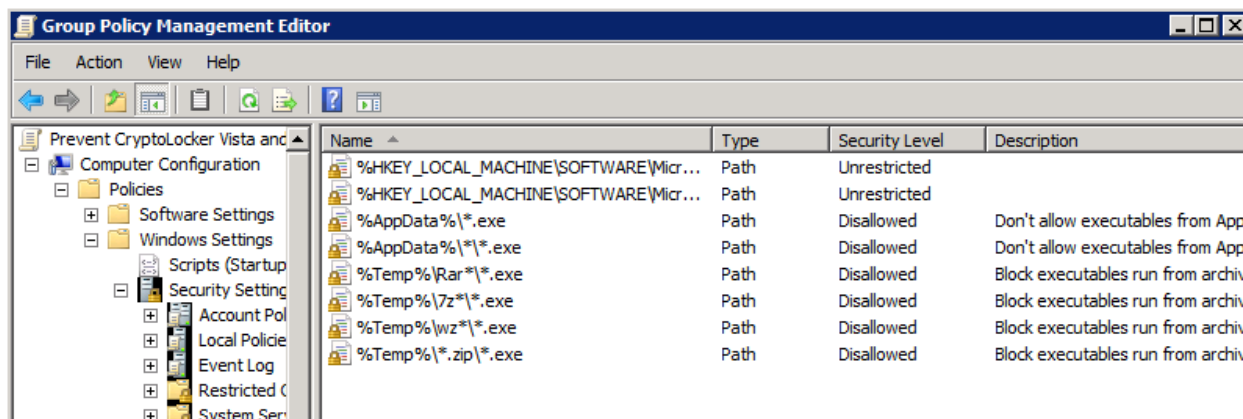 Group Policy Management Editor
File Action View Help
Prevent CryptoLocker Vista and
Computer Configuration
Policies
Software Settings
Windows Settings
Scripts (Startup
Security Setting
Account Pol
Local Policie
Event Log
Restricted
System Ser
Name Type Security Level Description
%HKEY_LOCAL_MACHINE\SOFTWARE\Micr... Path Unrestricted
%HKEY_LOCAL_MACHINE\SOFTWARE\Micr... Path Unrestricted
%AppData%\*.exe Path Disallowed Don't allow executables from App
%AppData%\*\*.exe Path Disallowed Don't allow executables from App
%Temp%\Rar*\*.exe Path Disallowed Block executables run from archiv
%Temp%\7z*\*.exe Path Disallowed Block executables run from archiv
%Temp%\wz*\*.exe Path Disallowed Block executables run from archiv
%Temp%\*.zip\*.exe Path Disallowed Block executables run from archiv